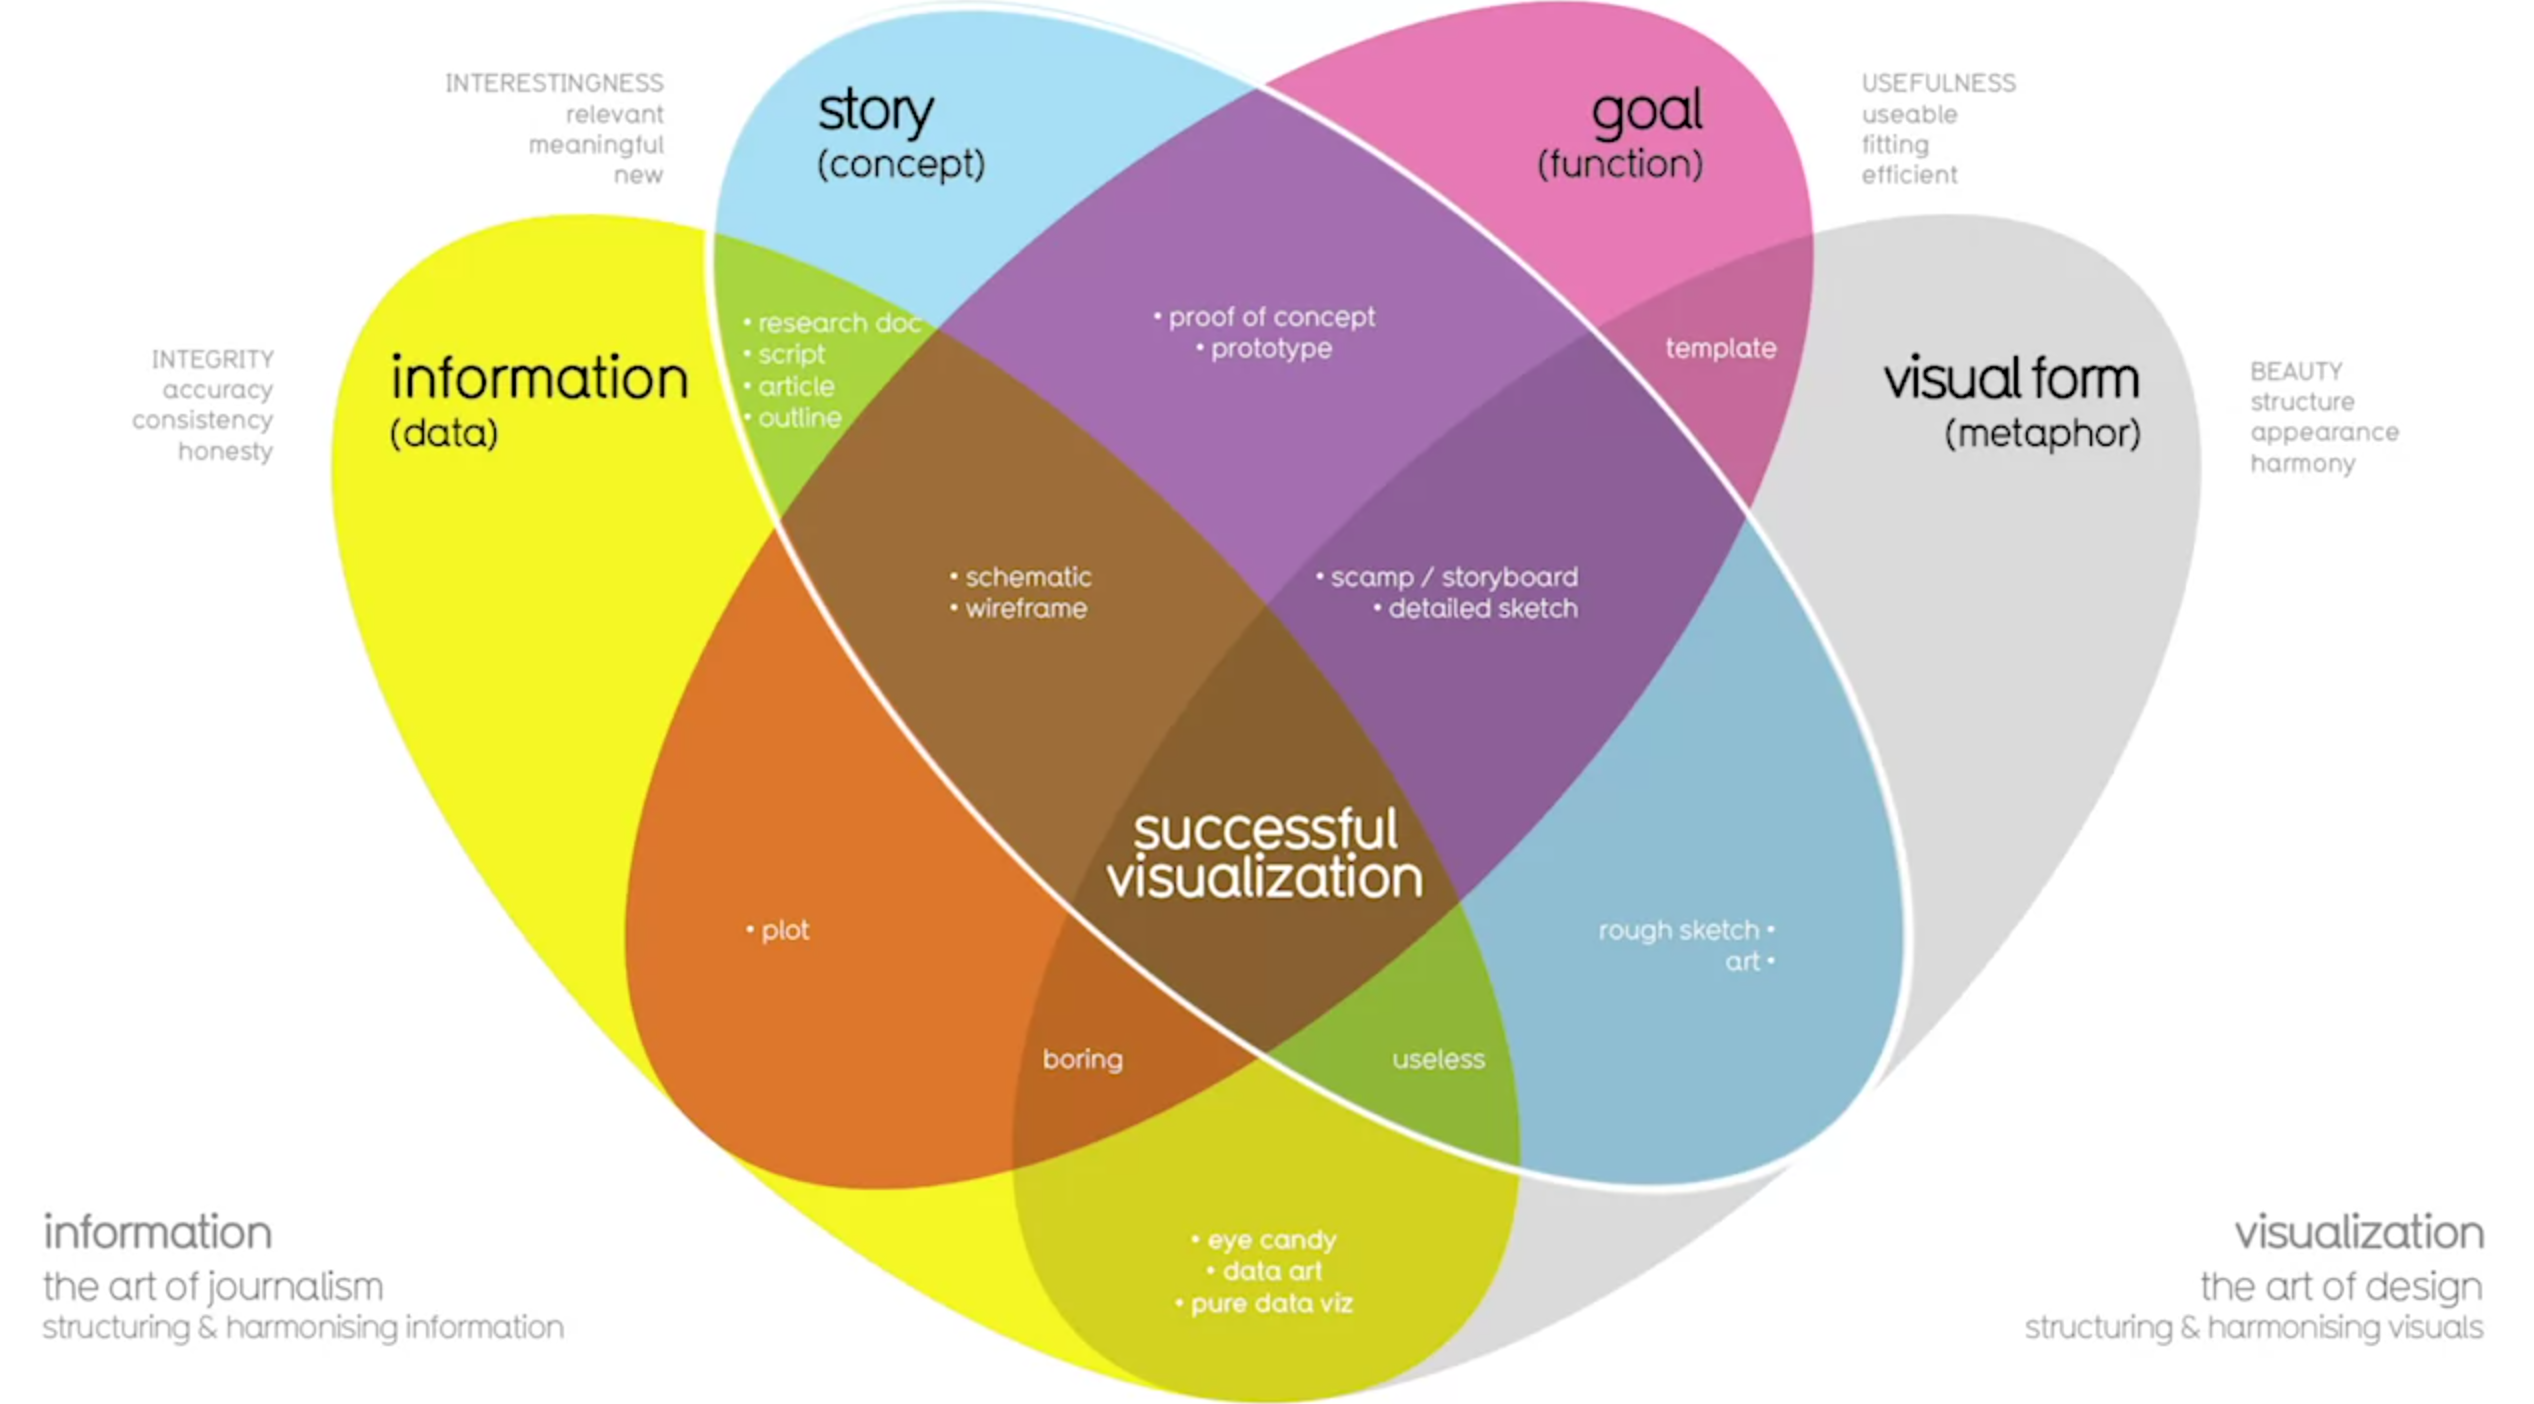 INTERESTINGNESS
relevant
meaningful
new
story
(concept)
goal
(function)
USEFULNESS
useable
fitting
efficient
INTEGRITY
accuracy
consistency
honesty
information
(data)
• research doc
• script
• article
• outline
• proof of concept
• prototype
template
visual form
(metaphor)
BEAUTY
structure
appearance
harmony
• schematic
• wireframe
• scamp / storyboard
• detailed sketch
successful
visualization
• plot
rough sketch •
art •
boring
useless
• eye candy
• data art
• pure data viz
information
the art of journalism
structuring & harmonising information
visualization
the art of design
structuring & harmonising visuals